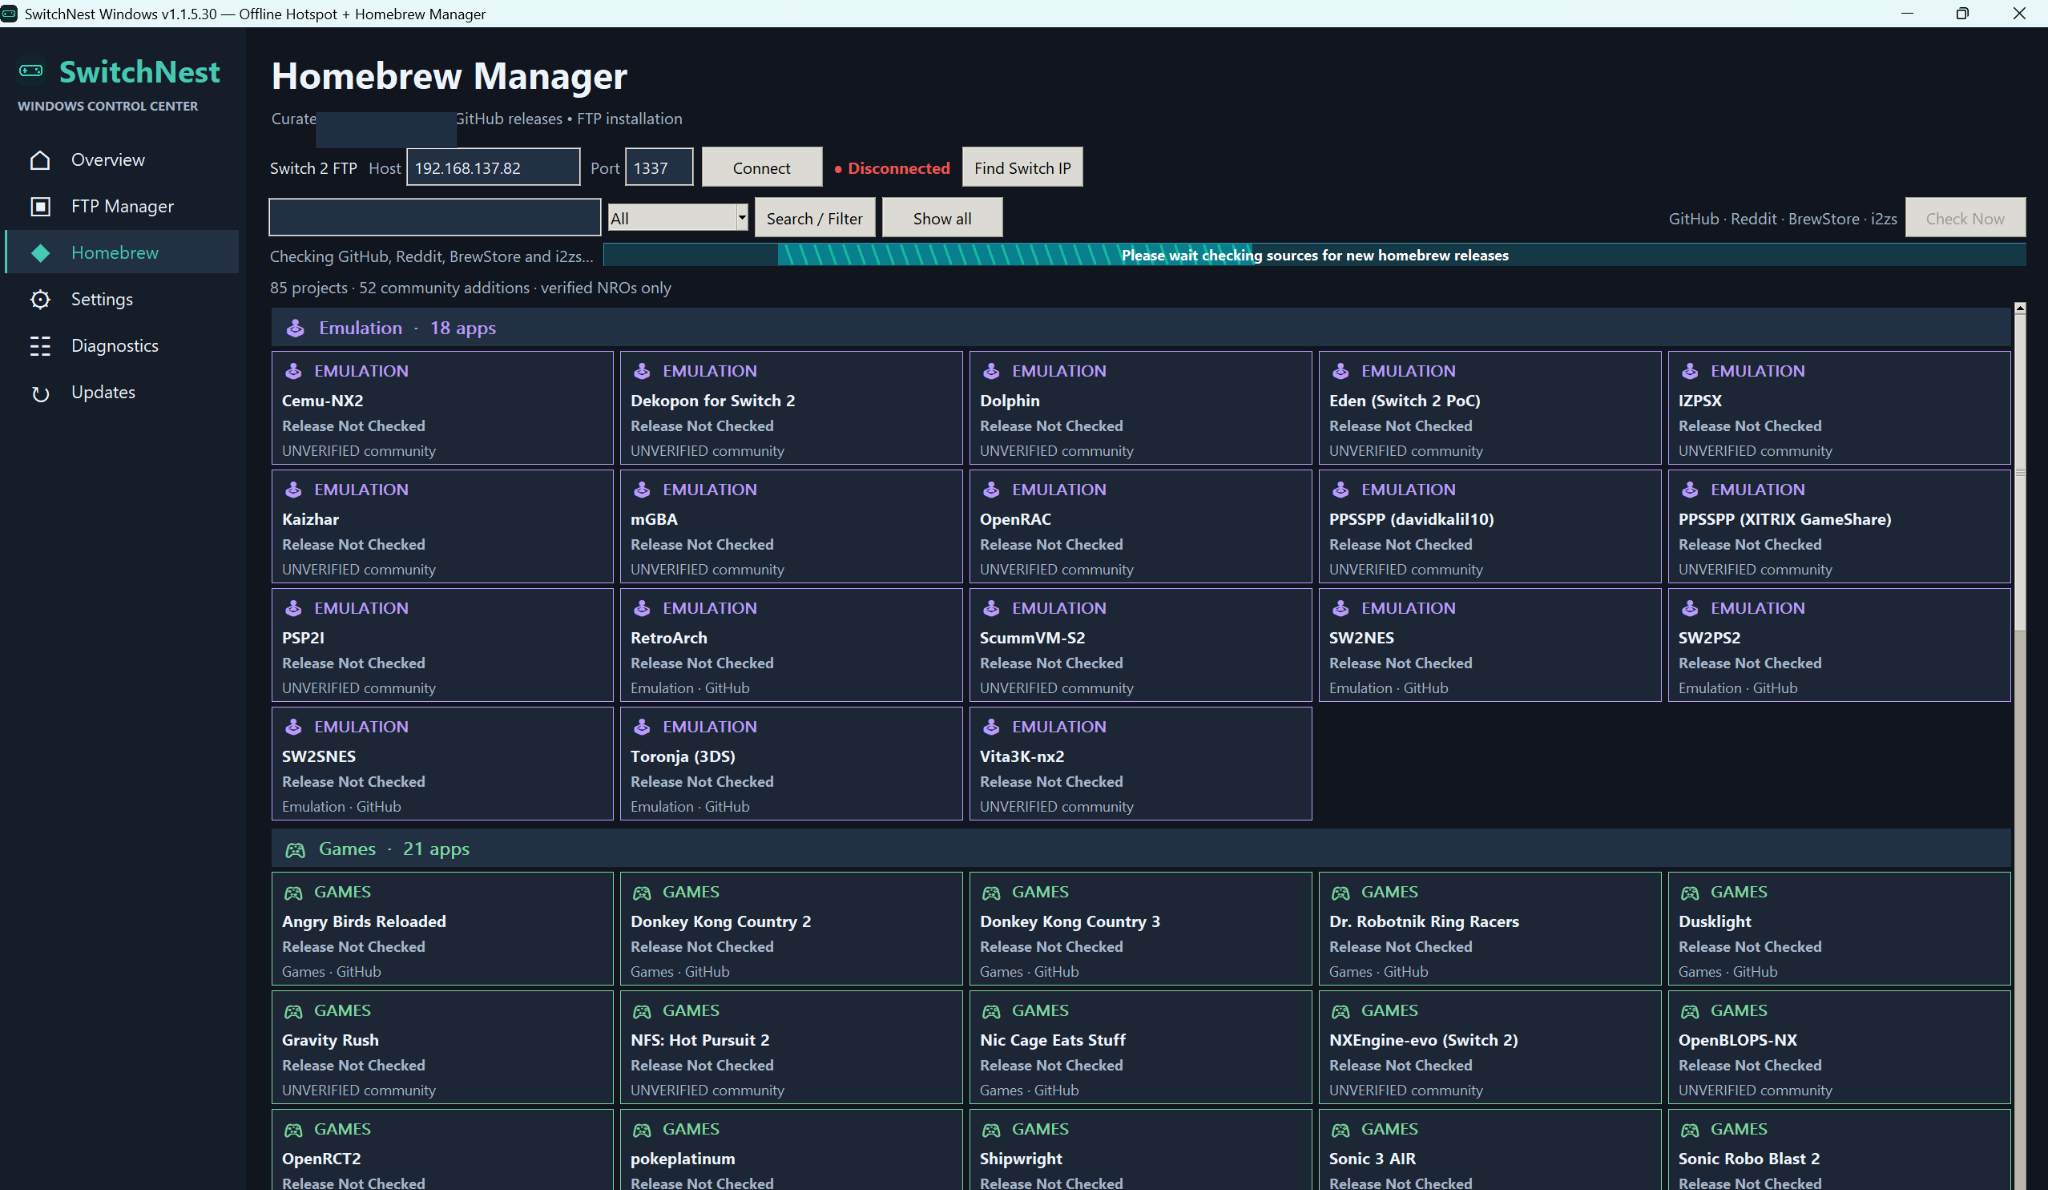 SwitchNest Windows v1.1.5.30 — Offline Hotspot + Homebrew Manager
SwitchNest
WINDOWS CONTROL CENTER
Overview
FTP Manager
Homebrew
Settings
Diagnostics
Updates
Homebrew Manager
Curate GitHub releases • FTP installation
Switch 2 FTP Host 192.168.137.82 Port 1337 Connect • Disconnected Find Switch IP
All Search / Filter Show all GitHub · Reddit · BrewStore · i2zs Check Now
Checking GitHub, Reddit, BrewStore and i2zs... Please wait checking sources for new homebrew releases
85 projects · 52 community additions · verified NROs only
Emulation · 18 apps
EMULATION EMULATION EMULATION EMULATION EMULATION
Cemu-NX2 Dekopon for Switch 2 Dolphin Eden (Switch 2 PoC) IZPSX
Release Not Checked Release Not Checked Release Not Checked Release Not Checked Release Not Checked
UNVERIFIED community UNVERIFIED community UNVERIFIED community UNVERIFIED community UNVERIFIED community
EMULATION EMULATION EMULATION EMULATION EMULATION
Kaizhar mGBA OpenRAC PPSSPP (davidkalil10) PPSSPP (XITRIX GameShare)
Release Not Checked Release Not Checked Release Not Checked Release Not Checked Release Not Checked
UNVERIFIED community UNVERIFIED community UNVERIFIED community UNVERIFIED community UNVERIFIED community
EMULATION EMULATION EMULATION EMULATION EMULATION
PSP2I RetroArch ScummVM-S2 SW2NES SW2PS2
Release Not Checked Release Not Checked Release Not Checked Release Not Checked Release Not Checked
UNVERIFIED community Emulation · GitHub UNVERIFIED community Emulation · GitHub Emulation · GitHub
EMULATION EMULATION EMULATION
SW2SNES Toronja (3DS) Vita3K-nx2
Release Not Checked Release Not Checked Release Not Checked
Emulation · GitHub Emulation · GitHub UNVERIFIED community
Games · 21 apps
GAMES GAMES GAMES GAMES GAMES
Angry Birds Reloaded Donkey Kong Country 2 Donkey Kong Country 3 Dr. Robotnik Ring Racers Dusklight
Release Not Checked Release Not Checked Release Not Checked Release Not Checked Release Not Checked
Games · GitHub Games · GitHub Games · GitHub Games · GitHub Games · GitHub
GAMES GAMES GAMES GAMES GAMES
Gravity Rush NFS: Hot Pursuit 2 Nic Cage Eats Stuff NXEngine-evo (Switch 2) OpenBLOPS-NX
Release Not Checked Release Not Checked Release Not Checked Release Not Checked Release Not Checked
UNVERIFIED community UNVERIFIED community Games · GitHub UNVERIFIED community UNVERIFIED community
GAMES GAMES GAMES GAMES GAMES
OpenRCT2 pokeplatinum Shipwright Sonic 3 AIR Sonic Robo Blast 2
Release Not Checked Release Not Checked Release Not Checked Release Not Checked Release Not Checked